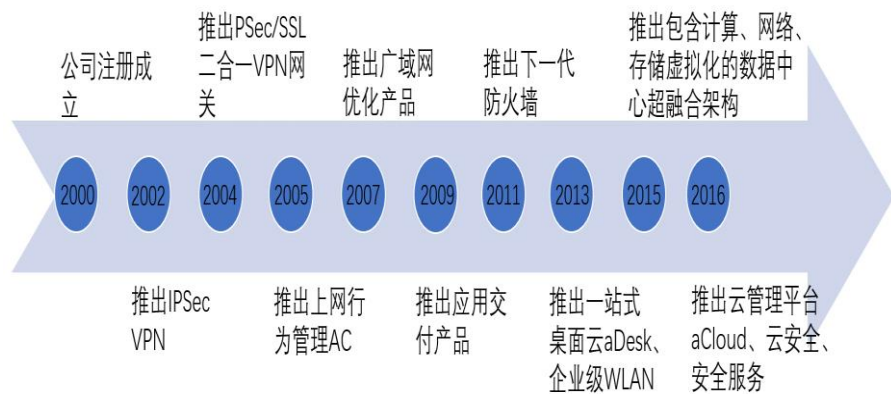 公司注册成
立
推出PSec/SSL
二合一VPN网
关
推出广域网
优化产品
推出下一代
防火墙
推出包含计算、网络、
存储虚拟化的数据中
心超融合架构
2000 2002 2004 2005 2007 2009 2011 2013 2015 2016
推出IPSec
VPN
推出上网行
为管理AC
推出应用交
付产品
推出一站式
桌面云aDesk、
企业级WLAN
推出云管理平台
aCloud、云安全、
安全服务